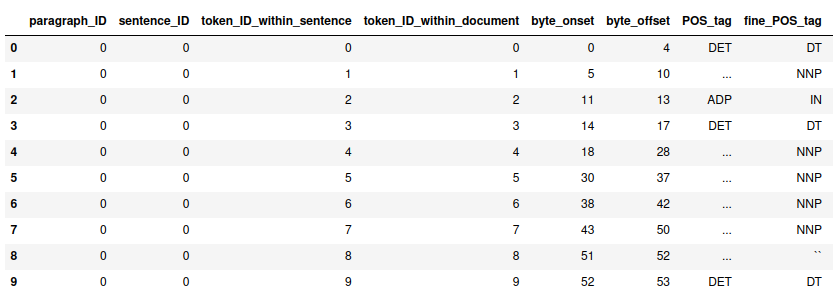 paragraph_ID sentence_ID token_ID_within_sentence token_ID_within_document byte_onset byte_offset POS_tag fine_POS_tag
0 0 0 0 0 0 4 DET DT
1 0 0 1 1 5 10 ... NNP
2 0 0 2 2 11 13 ADP IN
3 0 0 3 3 14 17 DET DT
4 0 0 4 4 18 28 ... NNP
5 0 0 5 5 30 37 ... NNP
6 0 0 6 6 38 42 ... NNP
7 0 0 7 7 43 50 ... NNP
8 0 0 8 8 51 52 ... ``
9 0 0 9 9 52 53 DET DT